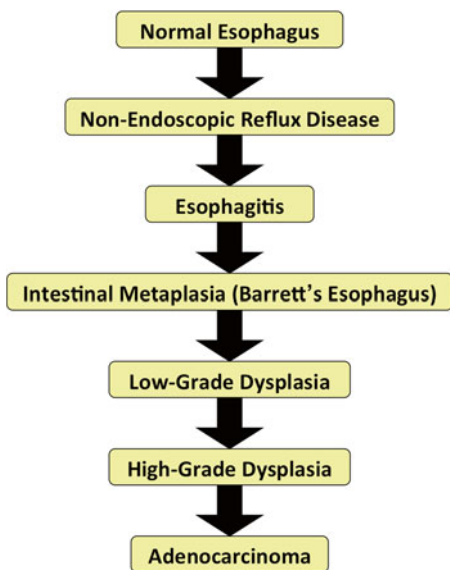 Normal Esophagus
Non-Endoscopic Reflux Disease
Esophagitis
Intestinal Metaplasia (Barrett's Esophagus)
Low-Grade Dysplasia
High-Grade Dysplasia
Adenocarcinoma